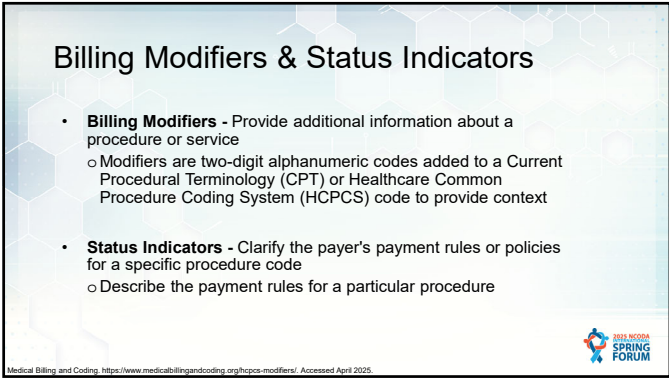 Billing Modifiers & Status Indicators
• Billing Modifiers - Provide additional information about a
procedure or service
o Modifiers are two-digit alphanumeric codes added to a Current
Procedural Terminology (CPT) or Healthcare Common
Procedure Coding System (HCPCS) code to provide context
• Status Indicators - Clarify the payer's payment rules or policies
for a specific procedure code
o Describe the payment rules for a particular procedure
2025 NCODA
INTERNATIONAL
SPRING
FORUM
Medical Billing and Coding. https://www.medicalbillingandcoding.org/hcpcs-modifiers/. Accessed April 2025.